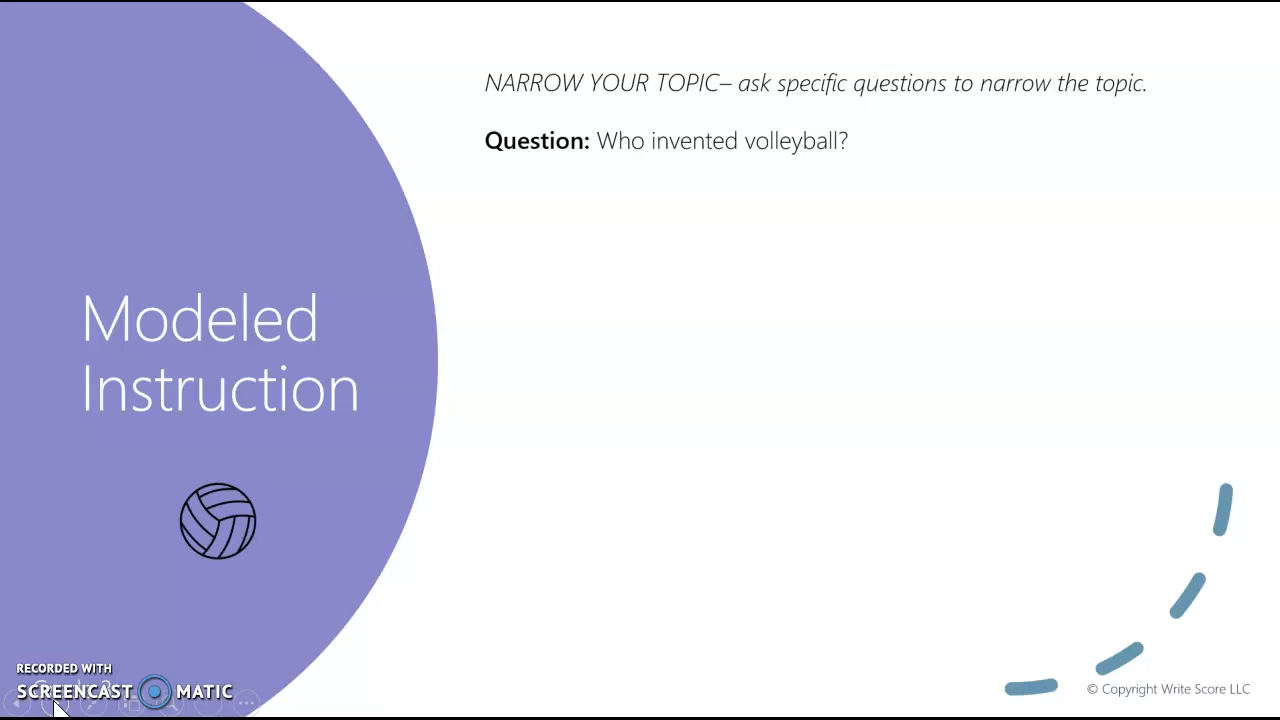 NARROW YOUR TOPIC– ask specific questions to narrow the topic.
Question: Who invented volleyball?
Modeled
Instruction
RECORDED WITH
SCREENCAST MATIC
© Copyright Write Score LLC